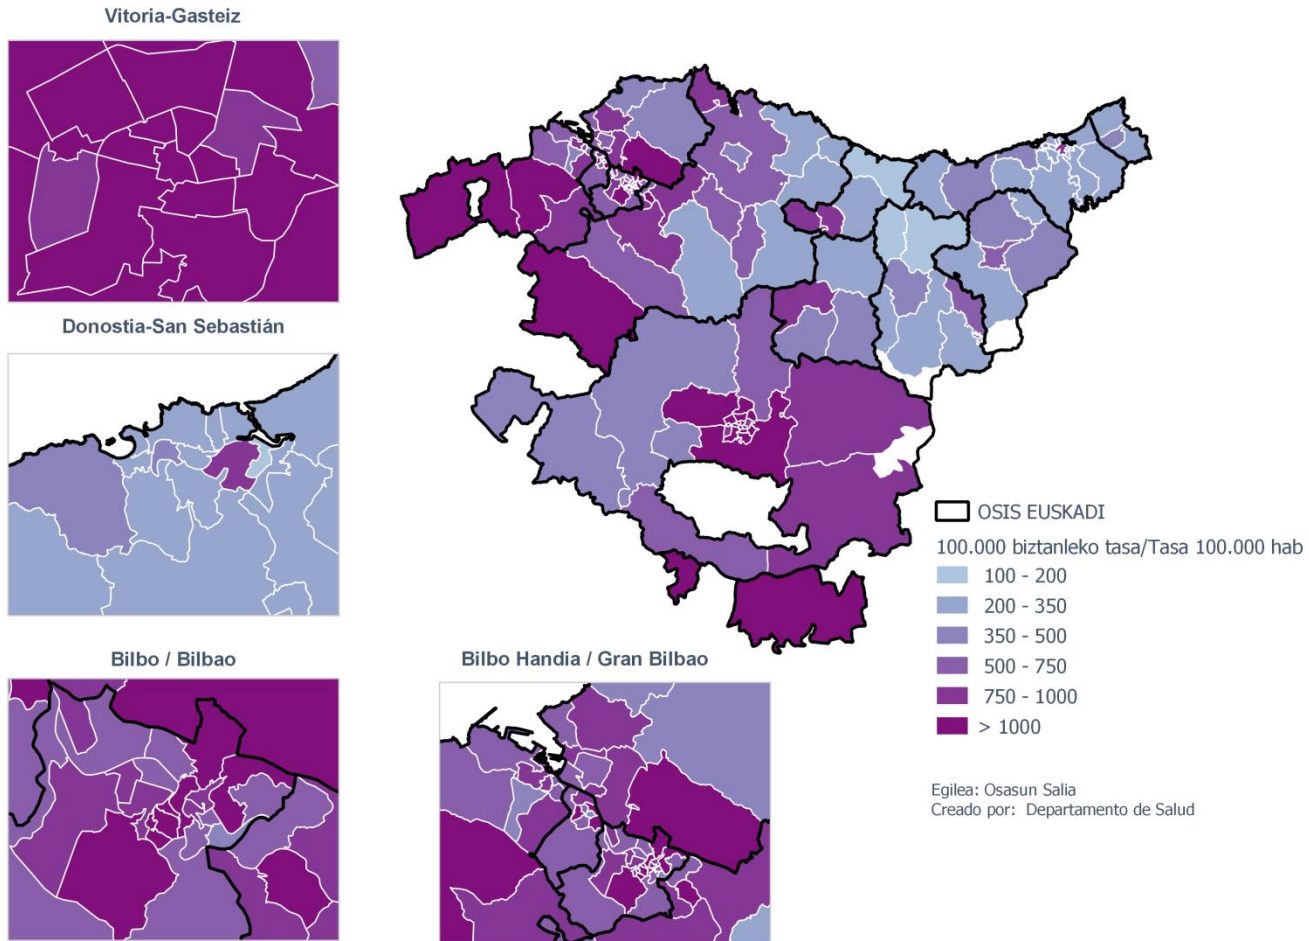 Vitoria-Gasteiz
Donostia-San Sebastián
Bilbo / Bilbao
Bilbo Handia / Gran Bilbao
OSIS EUSKADI
100.000 biztanleko tasa/Tasa 100.000 hab
100 - 200
200 - 350
350 - 500
500 - 750
750 - 1000
> 1000
Egilea: Osasun Salia
Creado por: Departamento de Salud